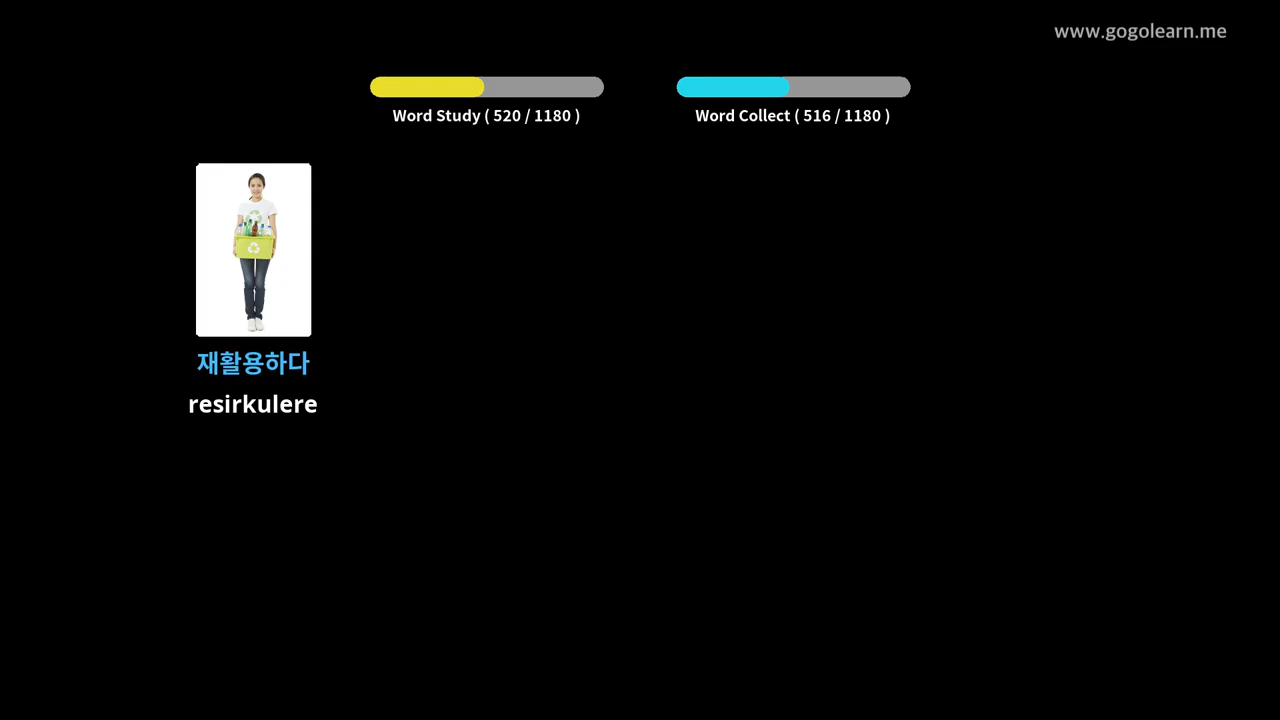 www.gogolearn.me
Word Study ( 520 / 1180 )
Word Collect ( 516 / 1180 )
재활용하다
resirkulere